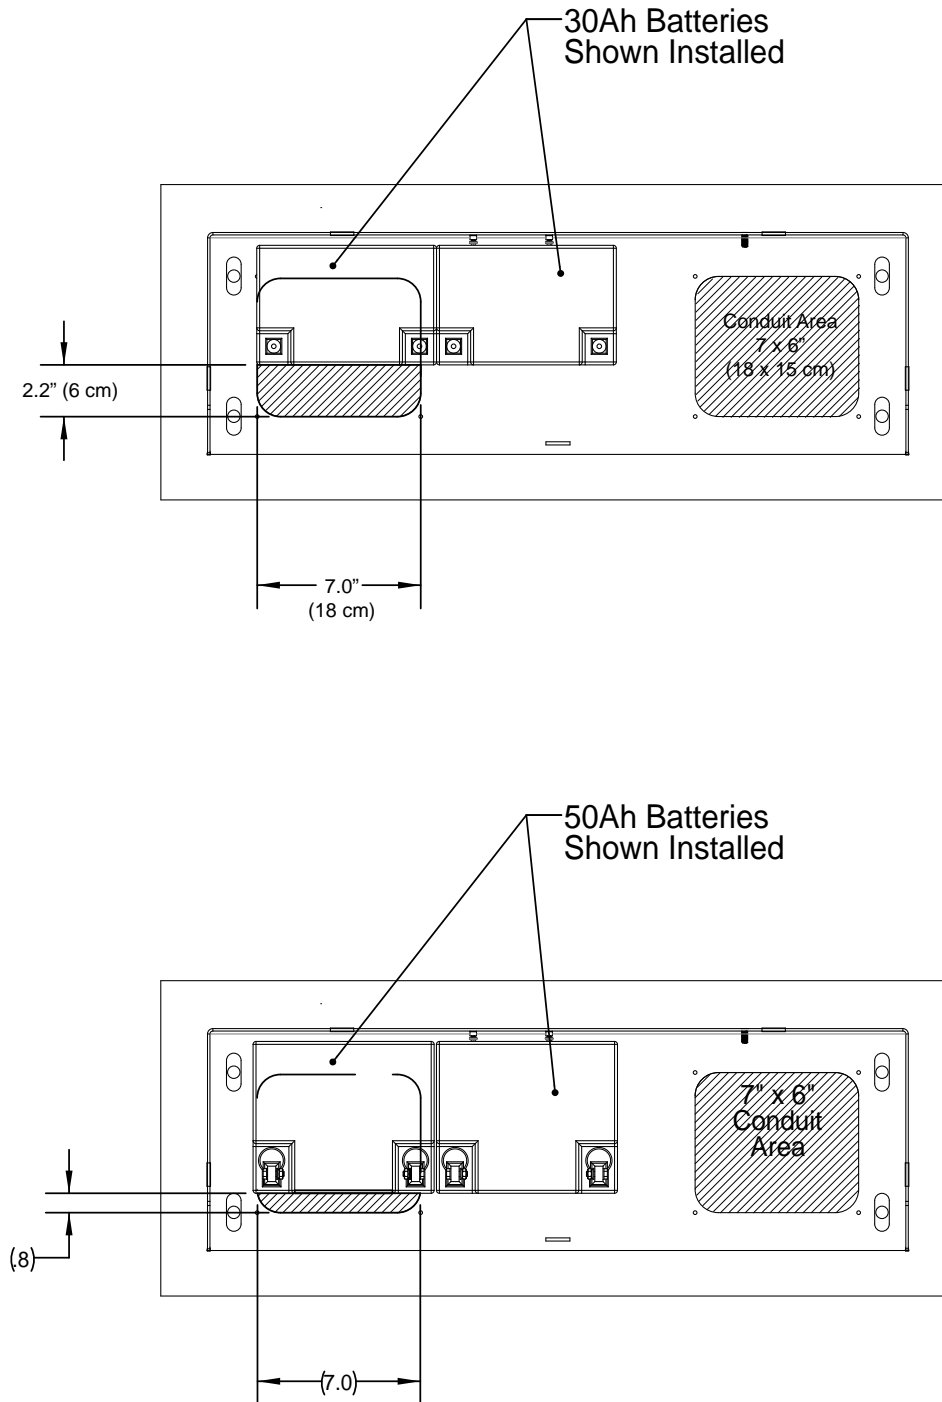 30Ah Batteries
Shown Installed
Conduit Area
7 x 6”
(18 x 15 cm)
2.2” (6 cm)
7.0”
(18 cm)
50Ah Batteries
Shown Installed
7" x 6"
Conduit
Area
(.8)
(7.0)